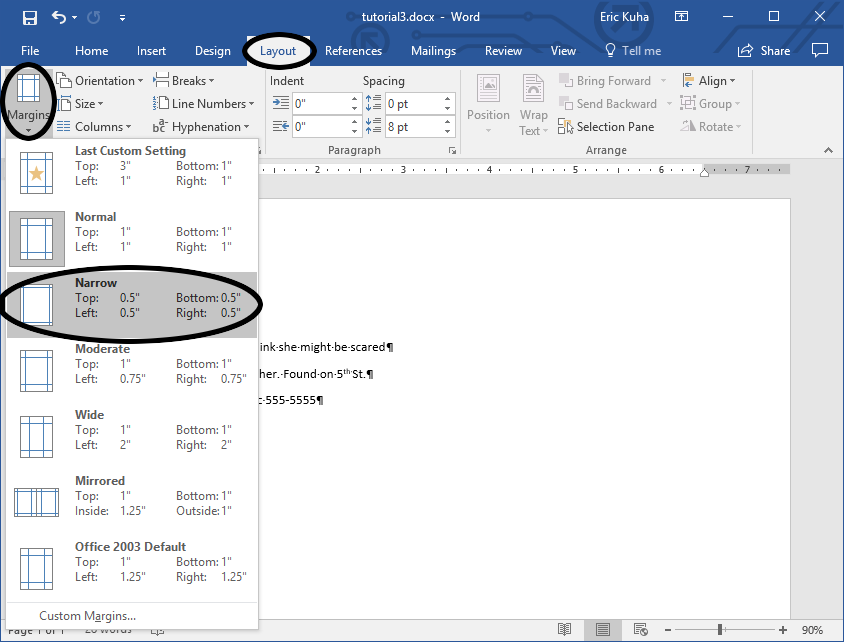 tutorial3.docx - Word
Eric Kuha
File Home Insert Design Layout References Mailings Review View Tell me Share
Margins
Orientation
Size
Columns
Breaks
Line Numbers
Hyphenation
Indent Spacing
0" 0 pt
0" 8 pt
Paragraph
Position
Wrap
Text
Bring Forward
Send Backward
Selection Pane
Align
Group
Rotate
Arrange
2 3 4 5 6 7
Last Custom Setting
Top: 3" Bottom: 1"
Left: 1" Right: 1"
Normal
Top: 1" Bottom: 1"
Left: 1" Right: 1"
Narrow
Top: 0.5" Bottom: 0.5"
Left: 0.5" Right: 0.5"
Moderate
Top: 1" Bottom: 1"
Left: 0.75" Right: 0.75"
Wide
Top: 1" Bottom: 1"
Left: 2" Right: 2"
Mirrored
Top: 1" Bottom: 1"
Inside: 1.25" Outside: 1"
Office 2003 Default
Top: 1" Bottom: 1"
Left: 1.25" Right: 1.25"
Custom Margins...
ink·she·might·be·scared¶
her.·Found·on·5th·St.¶
555-5555¶
Page 1 of 1 words
90%